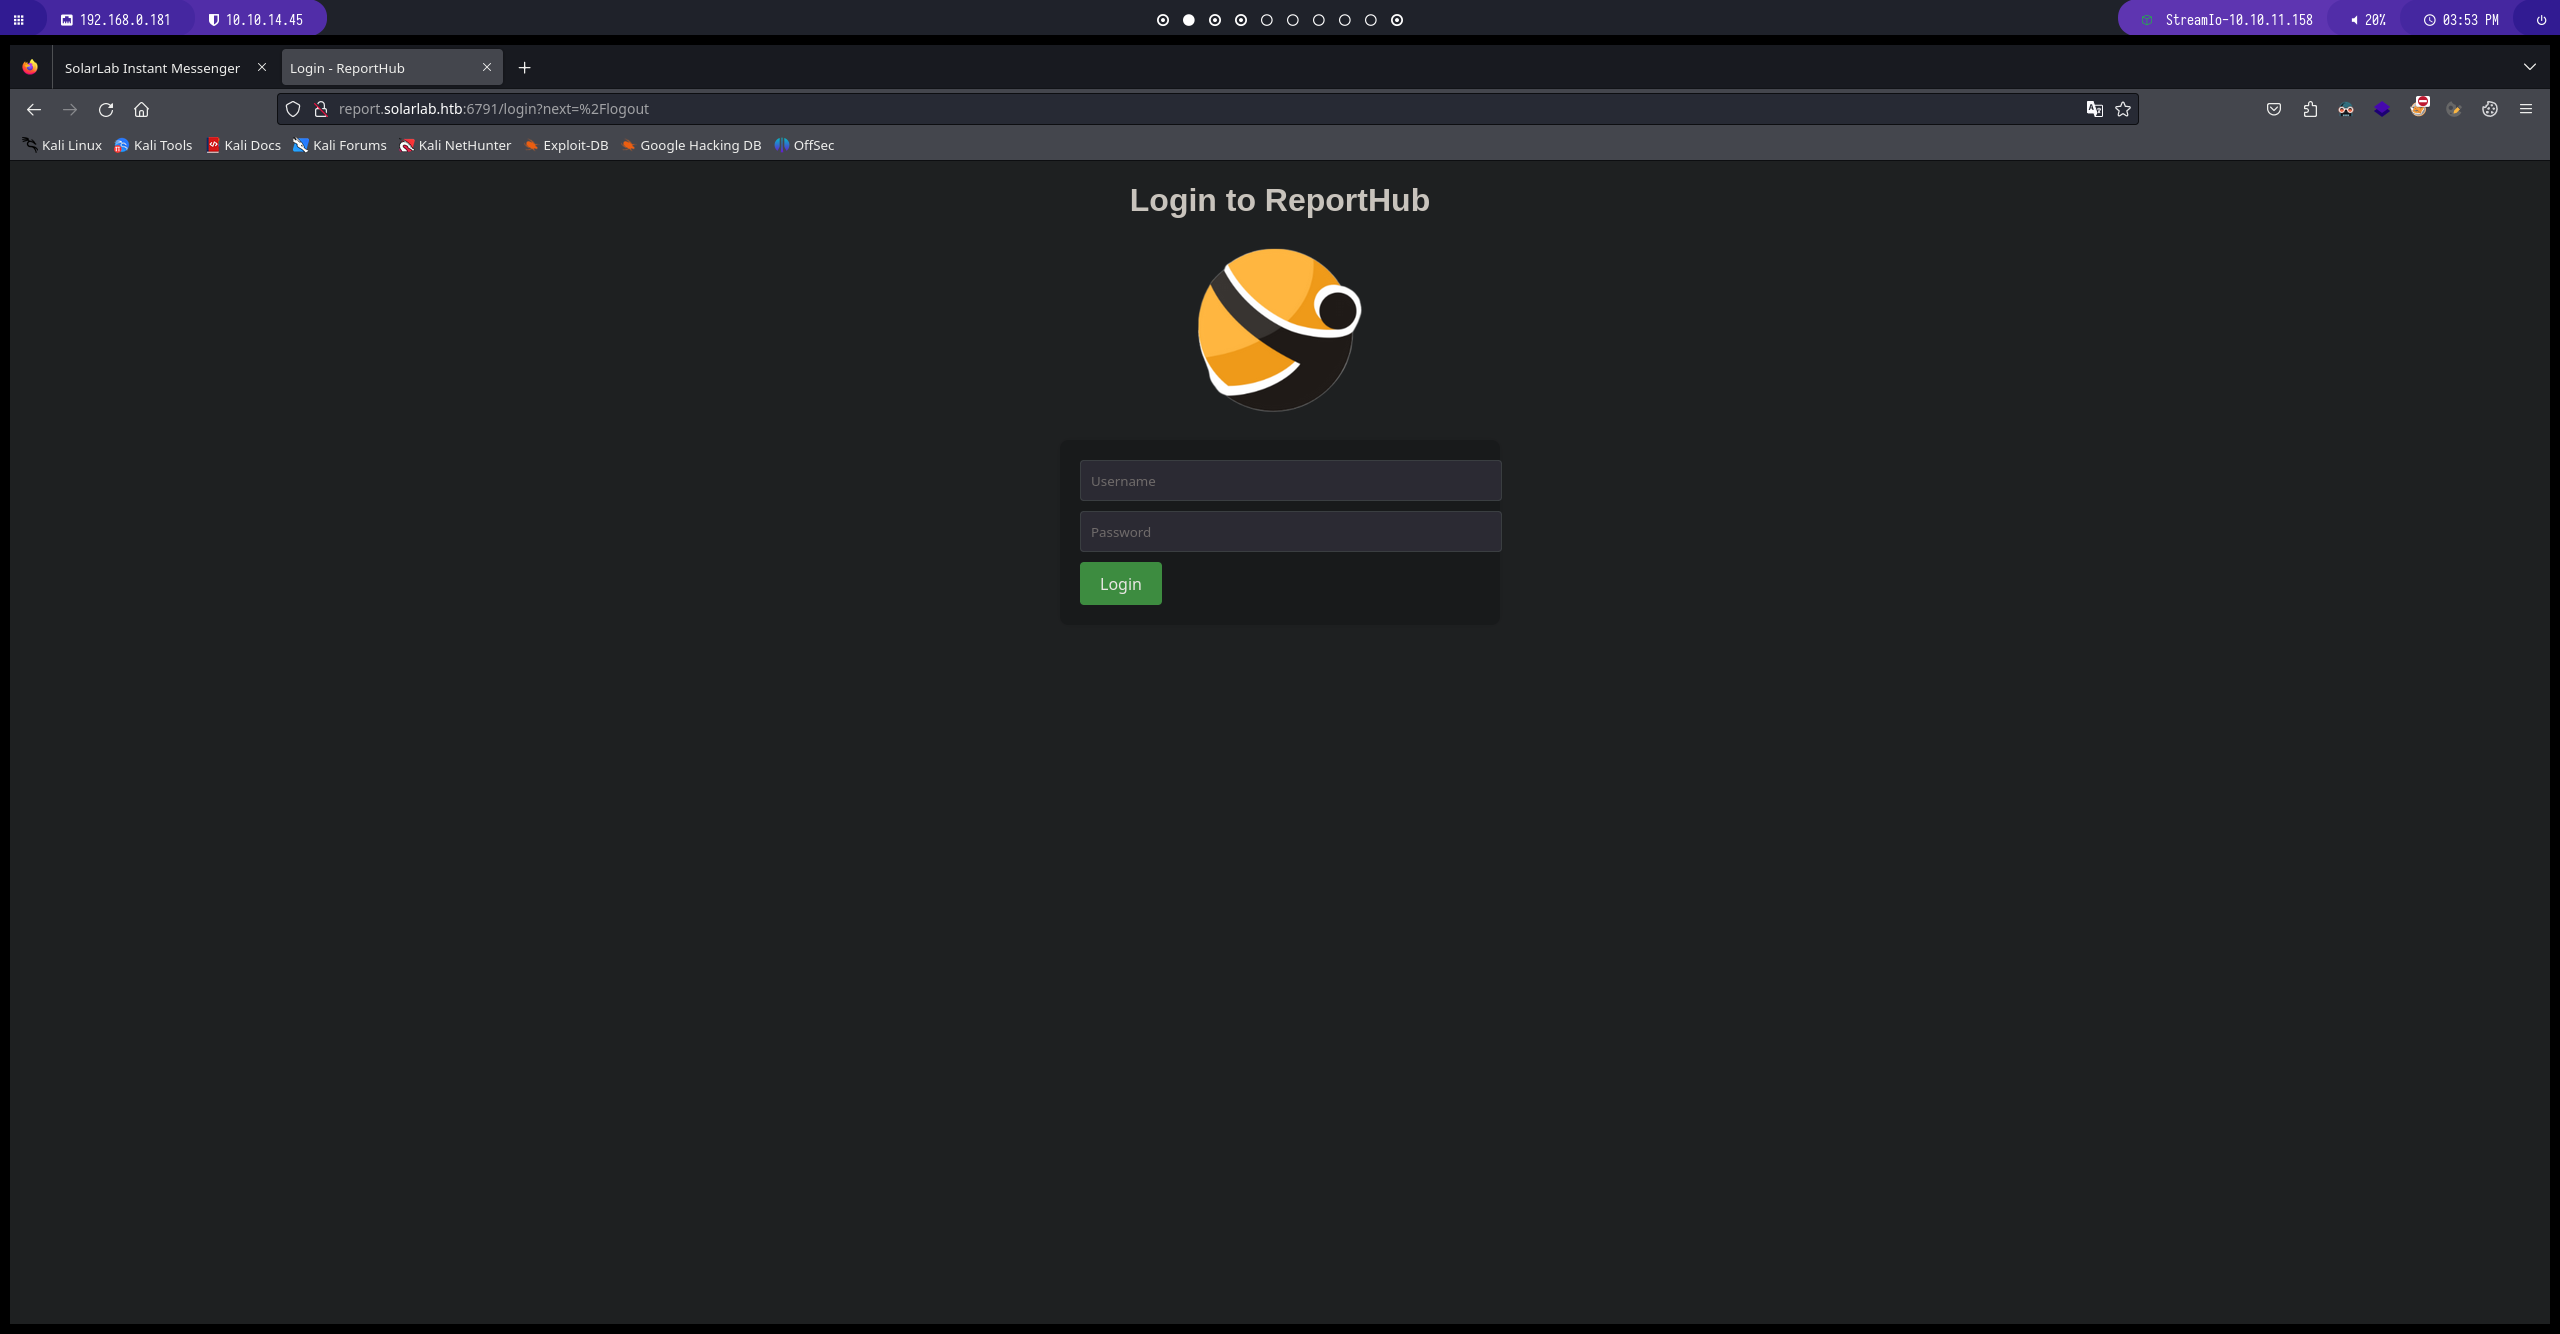 192.168.0.181 10.10.14.45 StreamIo-10.10.11.158 20% 03:53 PM
SolarLab Instant Messenger Login - ReportHub
report.solarlab.htb:6791/login?next=%2Flogout
Kali Linux Kali Tools Kali Docs Kali Forums Kali NetHunter Exploit-DB Google Hacking DB OffSec
Login to ReportHub
Username
Password
Login